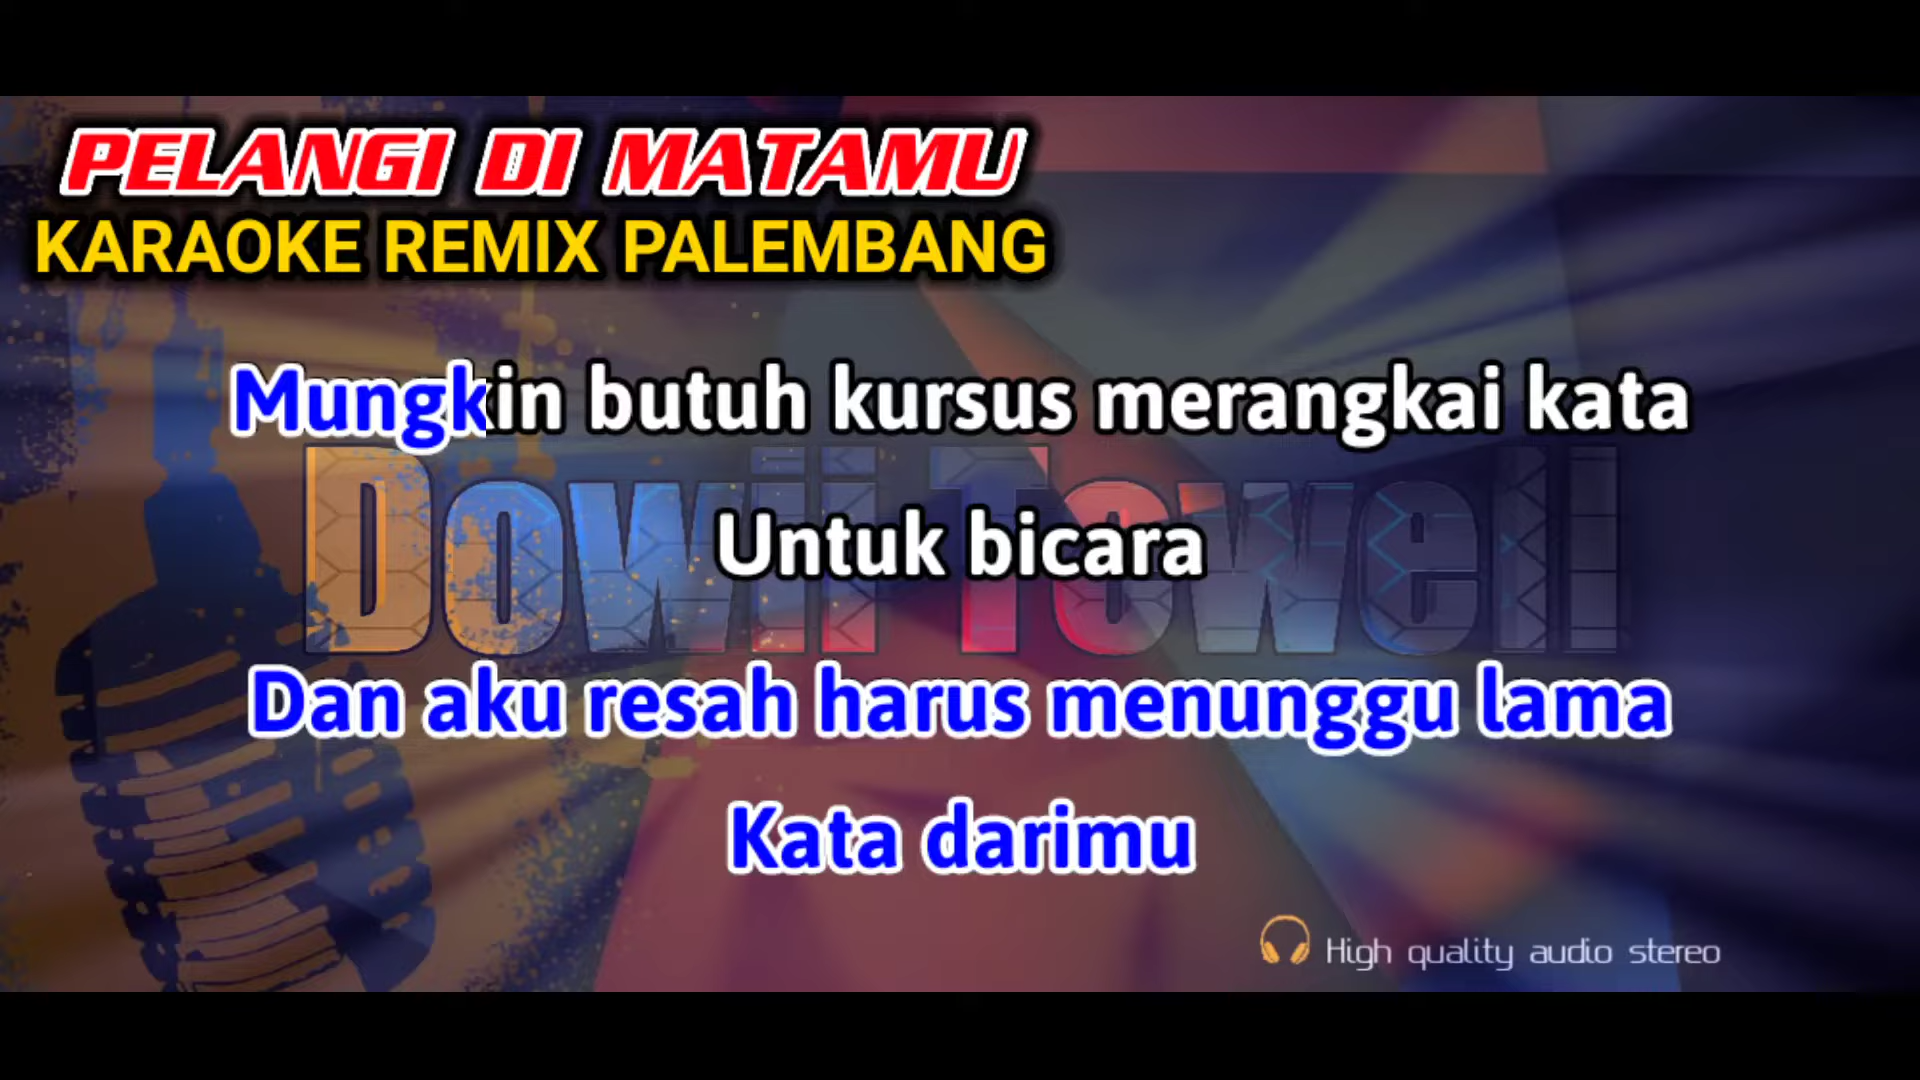 PELANGI DI MATAMU
KARAOKE REMIX PALEMBANG
Mungkin butuh kursus merangkai kata
Dowii Towell
Untuk bicara
Dan aku resah harus menunggu lama
Kata darimu
High quality audio stereo